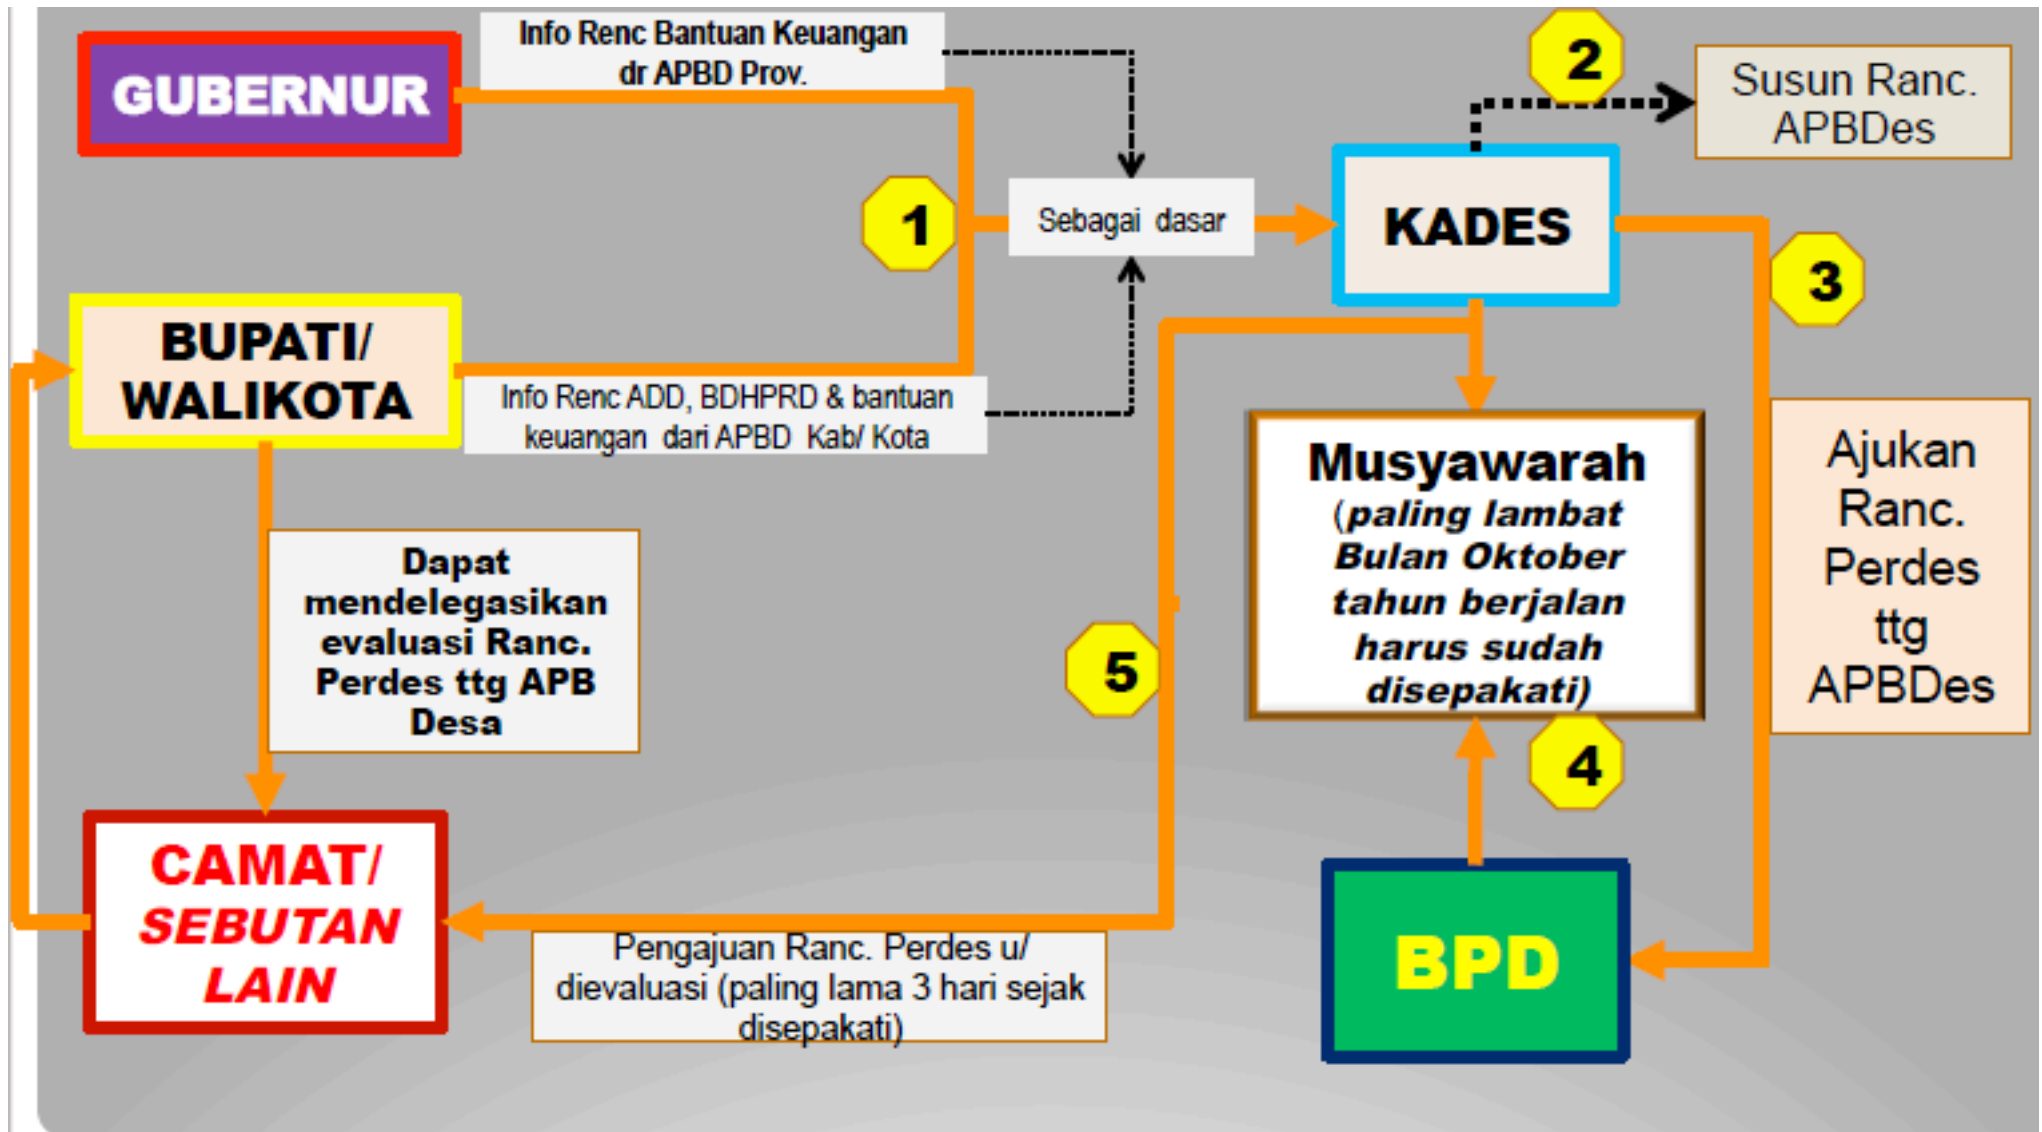 GUBERNUR
Info Renc Bantuan Keuangan
dr APBD Prov.
1
Sebagai dasar
2
Susun Ranc.
APBDes
KADES
3
BUPATI/
WALIKOTA
Info Renc ADD, BDHPRD & bantuan
keuangan dari APBD Kab/ Kota
Ajukan
Ranc.
Perdes
ttg
APBDes
Musyawarah
(paling lambat
Bulan Oktober
tahun berjalan
harus sudah
disepakati)
4
Dapat
mendelegasikan
evaluasi Ranc.
Perdes ttg APB
Desa
5
CAMAT/
SEBUTAN
LAIN
Pengajuan Ranc. Perdes u/
dievaluasi (paling lama 3 hari sejak
disepakati)
BPD